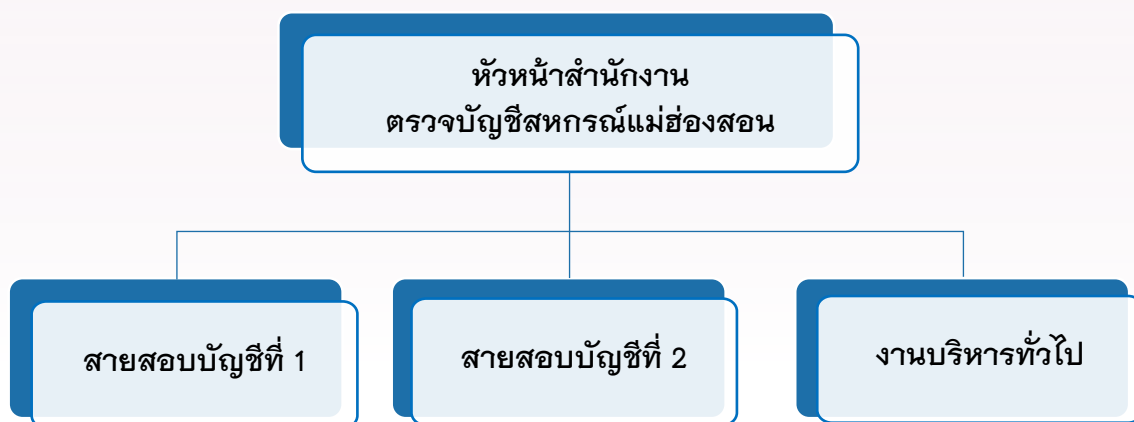 หัวหน้าสำนักงาน
ตรวจบัญชีสหกรณ์แม่ฮ่องสอน
สายสอบบัญชีที่ 1
สายสอบบัญชีที่ 2
งานบริหารทั่วไป